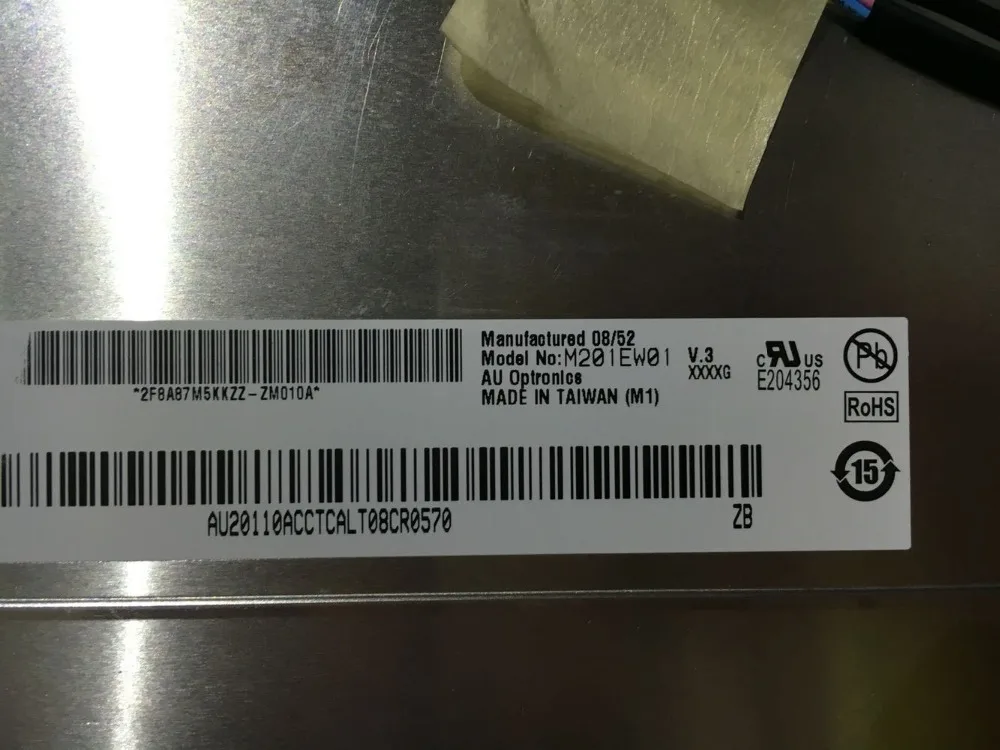 *2F8A87M5KKZZ-ZM010A*
Manufactured 08/52
Model No:M201EW01 V.3
AU Optronics XXXXG
MADE IN TAIWAN (M1)
C RU US
E204356
Pb
RoHS
15
AU20110ACCTCALT08CR0570 ZB